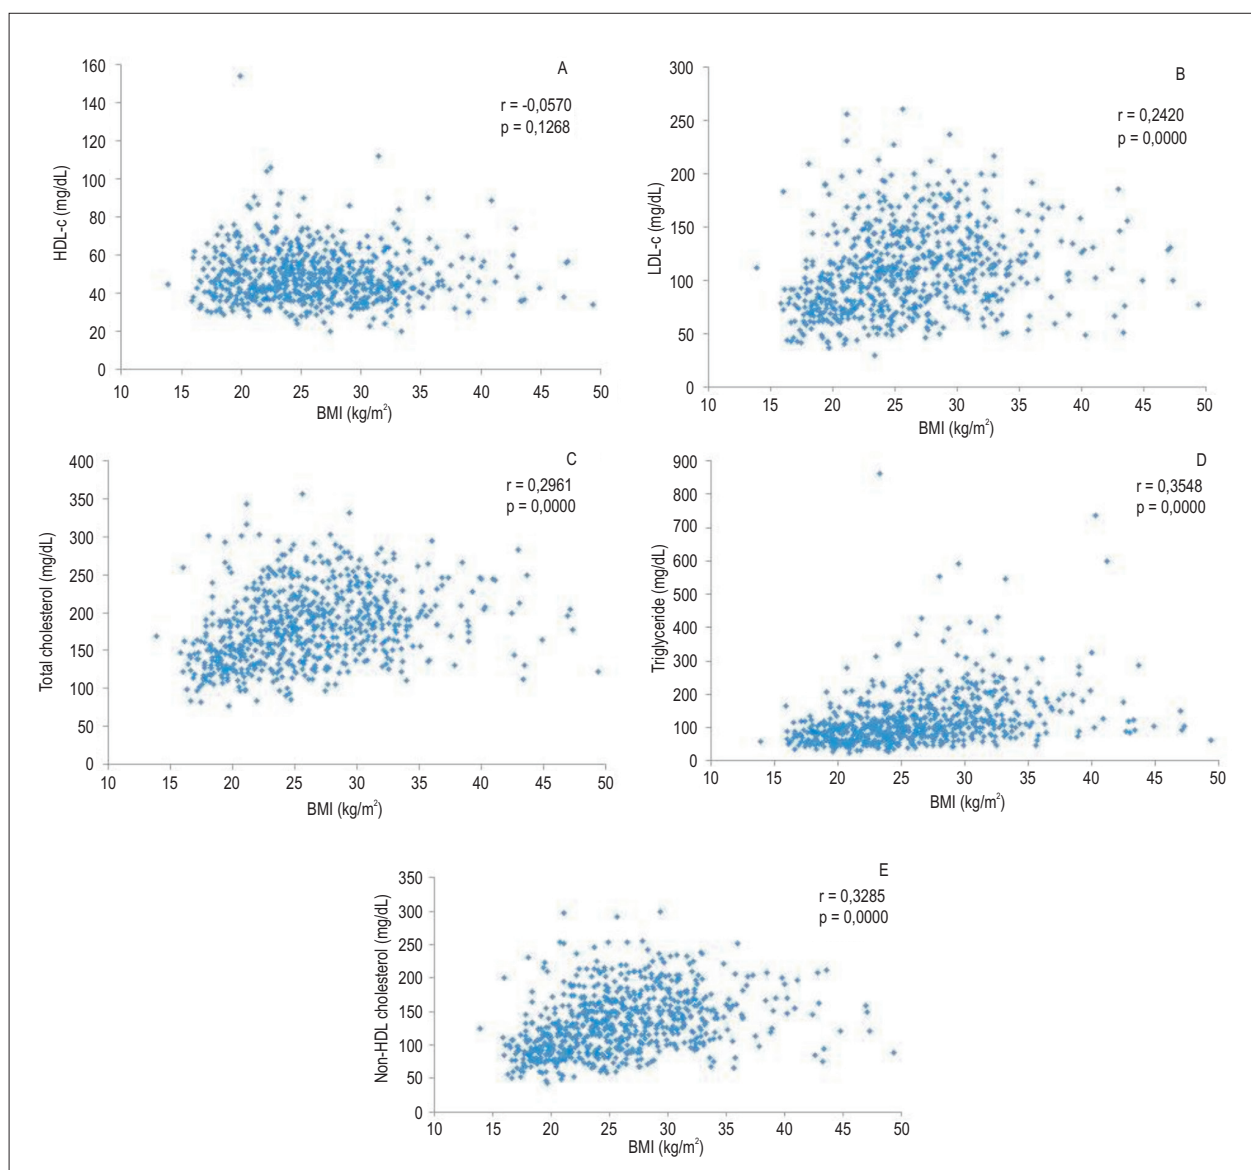 A
r = -0,0570
p = 0,1268
HDL-c (mg/dL)
160
140
120
100
80
60
40
20
0
10 15 20 25 30 35 40 45 50
BMI (kg/m²)
B
r = 0,2420
p = 0,0000
LDL-c (mg/dL)
300
250
200
150
100
50
0
10 15 20 25 30 35 40 45 50
BMI (kg/m²)
C
r = 0,2961
p = 0,0000
Total cholesterol (mg/dL)
400
350
300
250
200
150
100
50
0
10 15 20 25 30 35 40 45 50
BMI (kg/m²)
D
r = 0,3548
p = 0,0000
Triglyceride (mg/dL)
900
800
700
600
500
400
300
200
100
0
10 15 20 25 30 35 40 45 50
BMI (kg/m²)
E
r = 0,3285
p = 0,0000
Non-HDL cholesterol (mg/dL)
350
300
250
200
150
100
50
0
10 15 20 25 30 35 40 45 50
BMI (kg/m²)